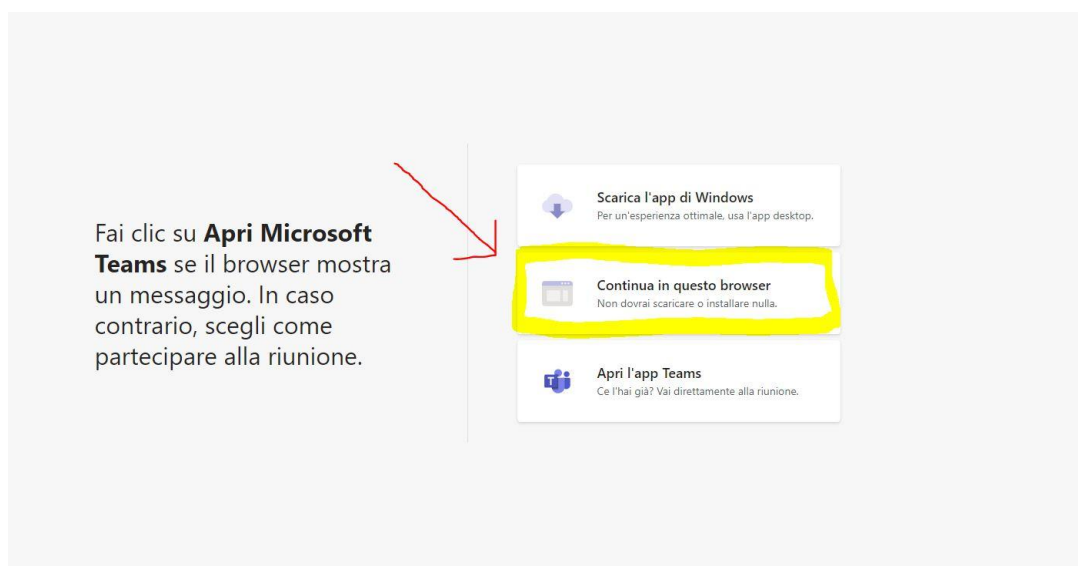 Fai clic su Apri Microsoft
Teams se il browser mostra
un messaggio. In caso
contrario, scegli come
partecipare alla riunione.
Scarica l'app di Windows
Per un'esperienza ottimale, usa l'app desktop.
Continua in questo browser
Non dovrai scaricare o installare nulla.
Apri l'app Teams
Ce l'hai già? Vai direttamente alla riunione.